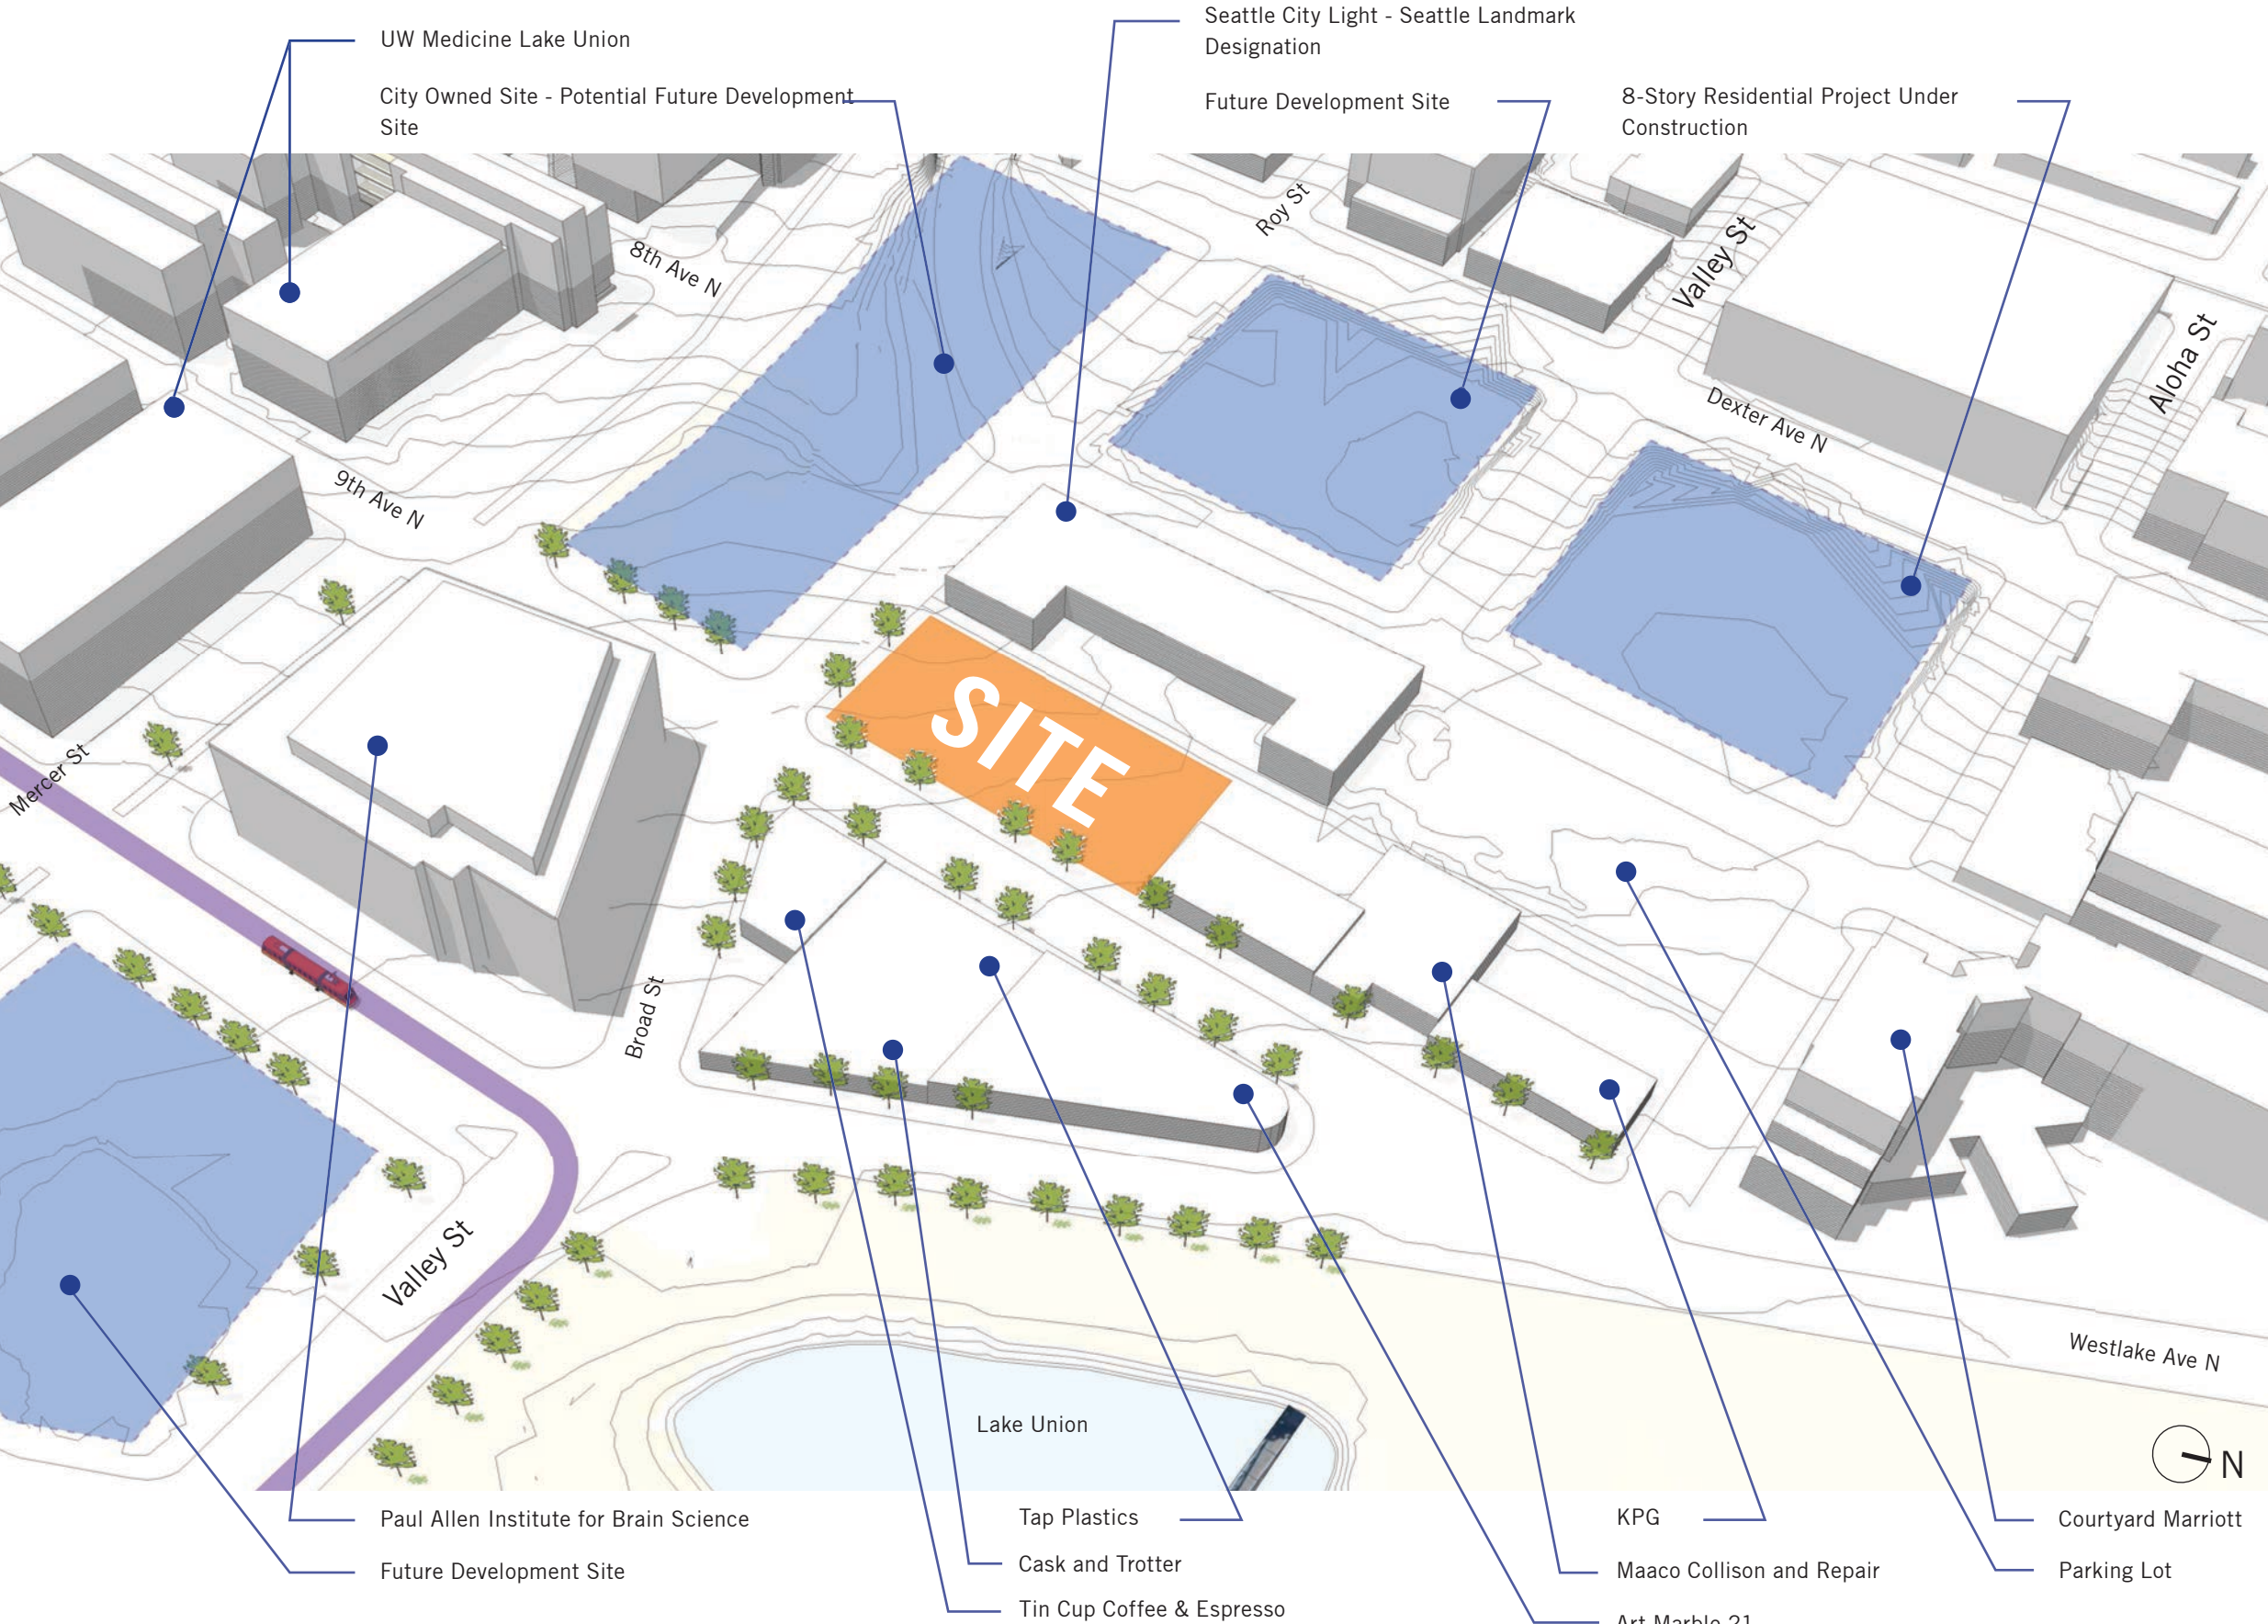 UW Medicine Lake Union
City Owned Site - Potential Future Development
Site
Seattle City Light - Seattle Landmark
Designation
Future Development Site
8-Story Residential Project Under
Construction
Roy St
8th Ave N
Valley St
Aloha St
Dexter Ave N
9th Ave N
SITE
Mercer St
Broad St
Valley St
Westlake Ave N
Lake Union
N
Paul Allen Institute for Brain Science
Future Development Site
Tap Plastics
Cask and Trotter
Tin Cup Coffee & Espresso
KPG
Maaco Collison and Repair
Art Marble 21
Courtyard Marriott
Parking Lot